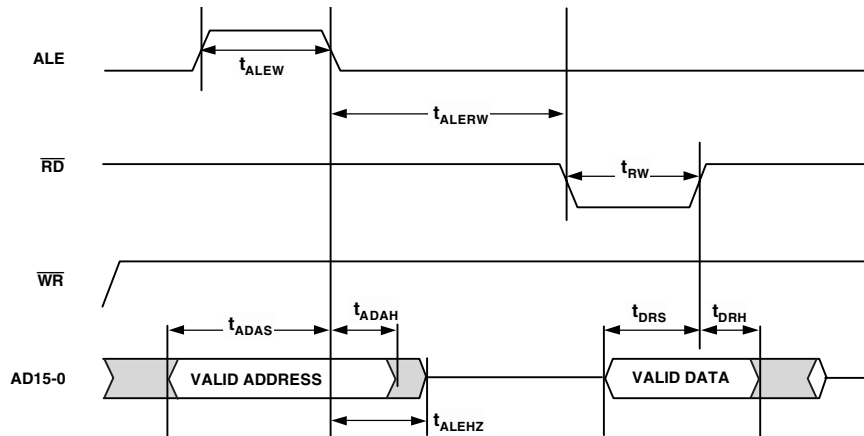 ALE
tALEW
tALERW
RD
tRW
WR
tADAS
tADAH
tDRS
tDRH
AD15-0
VALID ADDRESS
VALID DATA
tALEHZ